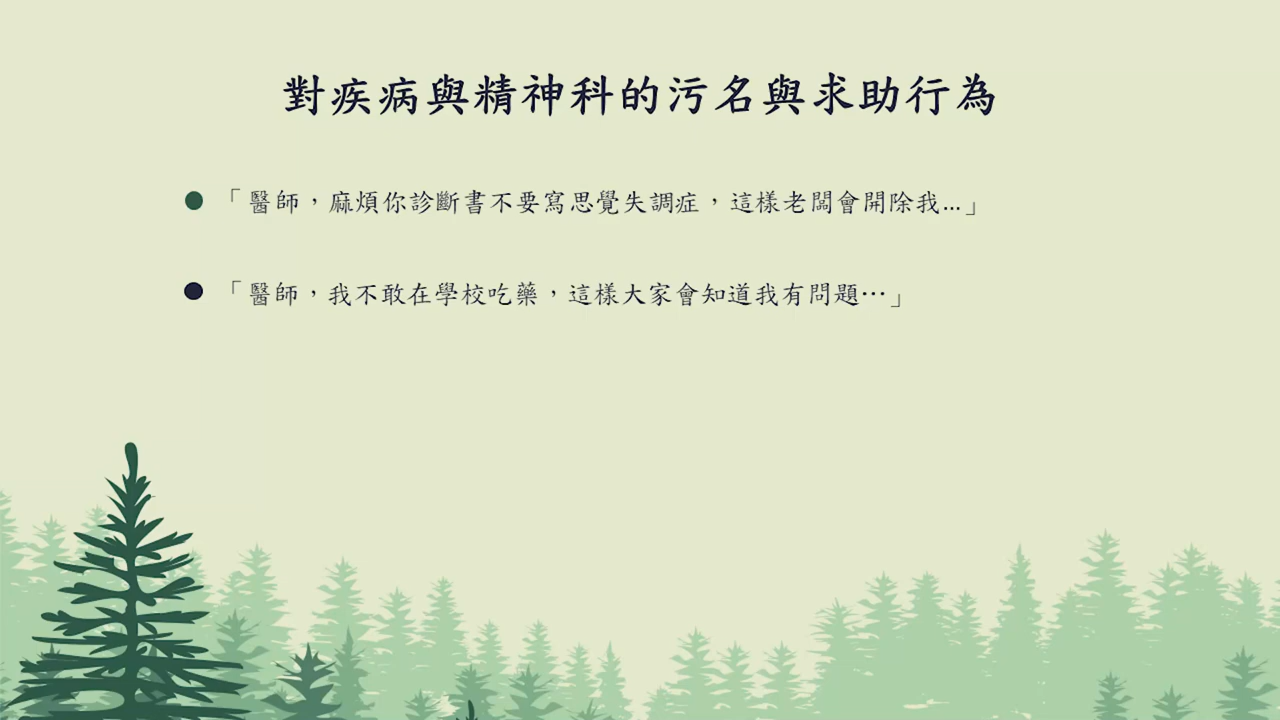 對疾病與精神科的污名與求助行為
「醫師，麻煩你診斷書不要寫思覺失調症，這樣老闆會開除我...」
「醫師，我不敢在學校吃藥，這樣大家會知道我有問題…」